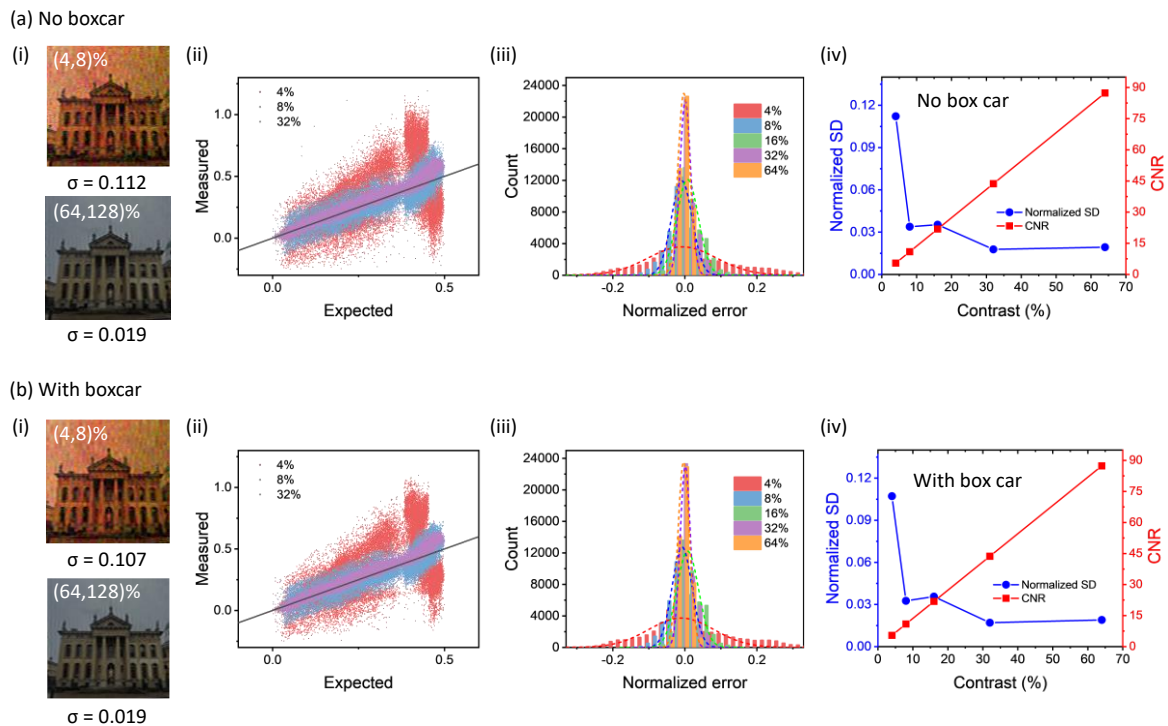 (a) No boxcar
(i)
(4,8)%
σ = 0.112
(64,128)%
σ = 0.019
(ii)
4%
8%
32%
Measured
1.0
0.5
0.0
0.0
0.5
Expected
(iii)
24000
20000
16000
12000
8000
4000
0
Count
4%
8%
16%
32%
64%
-0.2
0.0
0.2
Normalized error
(iv)
No box car
Normalized SD
0.12
0.09
0.06
0.03
0.00
Normalized SD
CNR
90
75
60
45
30
15
0
CNR
0 10 20 30 40 50 60 70
Contrast (%)
(b) With boxcar
(i)
(4,8)%
σ = 0.107
(64,128)%
σ = 0.019
(ii)
4%
8%
32%
Measured
1.0
0.5
0.0
0.0
0.5
Expected
(iii)
24000
20000
16000
12000
8000
4000
0
Count
4%
8%
16%
32%
64%
-0.2
0.0
0.2
Normalized error
(iv)
With box car
Normalized SD
0.12
0.09
0.06
0.03
0.00
Normalized SD
CNR
90
75
60
45
30
15
0
CNR
0 10 20 30 40 50 60 70
Contrast (%)